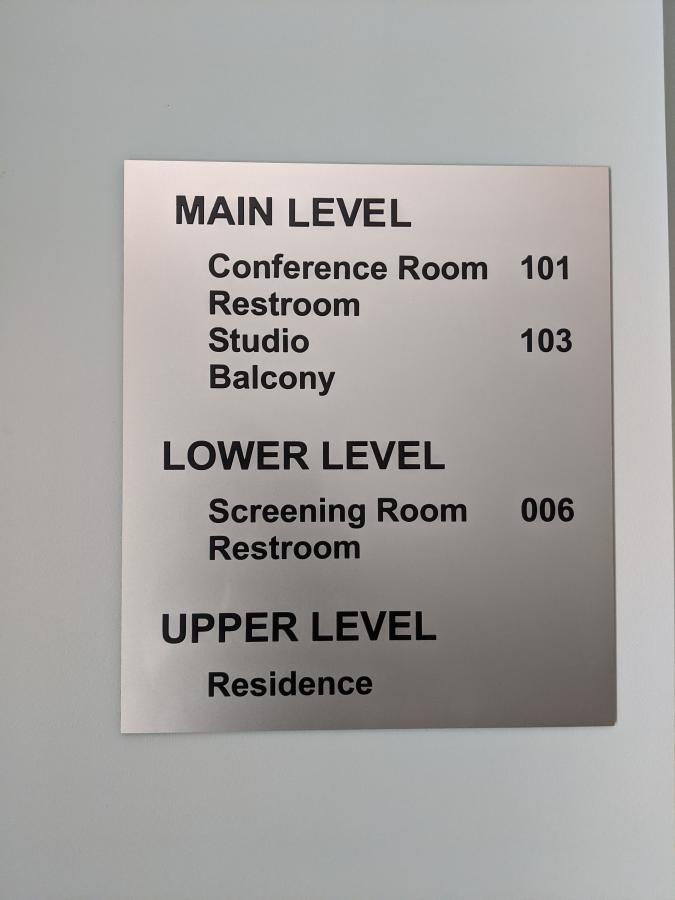 MAIN LEVEL
Conference Room 101
Restroom
Studio 103
Balcony
LOWER LEVEL
Screening Room 006
Restroom
UPPER LEVEL
Residence